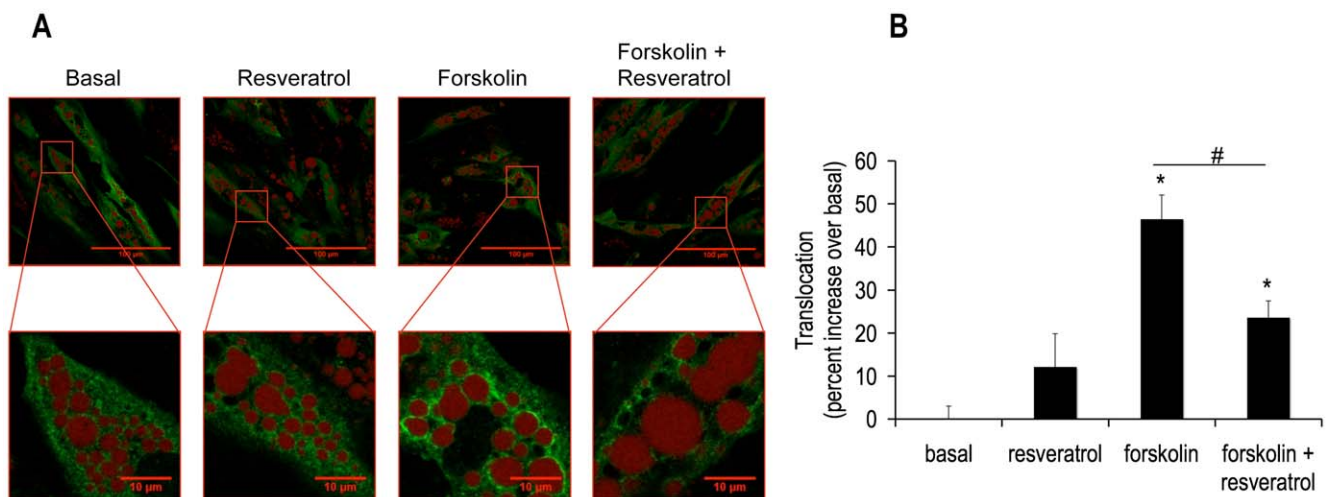 A
Basal
Resveratrol
Forskolin
Forskolin +
Resveratrol
100 µm
100 µm
100 µm
100 µm
10 µm
10 µm
10 µm
10 µm
B
Translocation
(percent increase over basal)
60
50
40
30
20
10
0
*
#
*
basal
resveratrol
forskolin
forskolin +
resveratrol